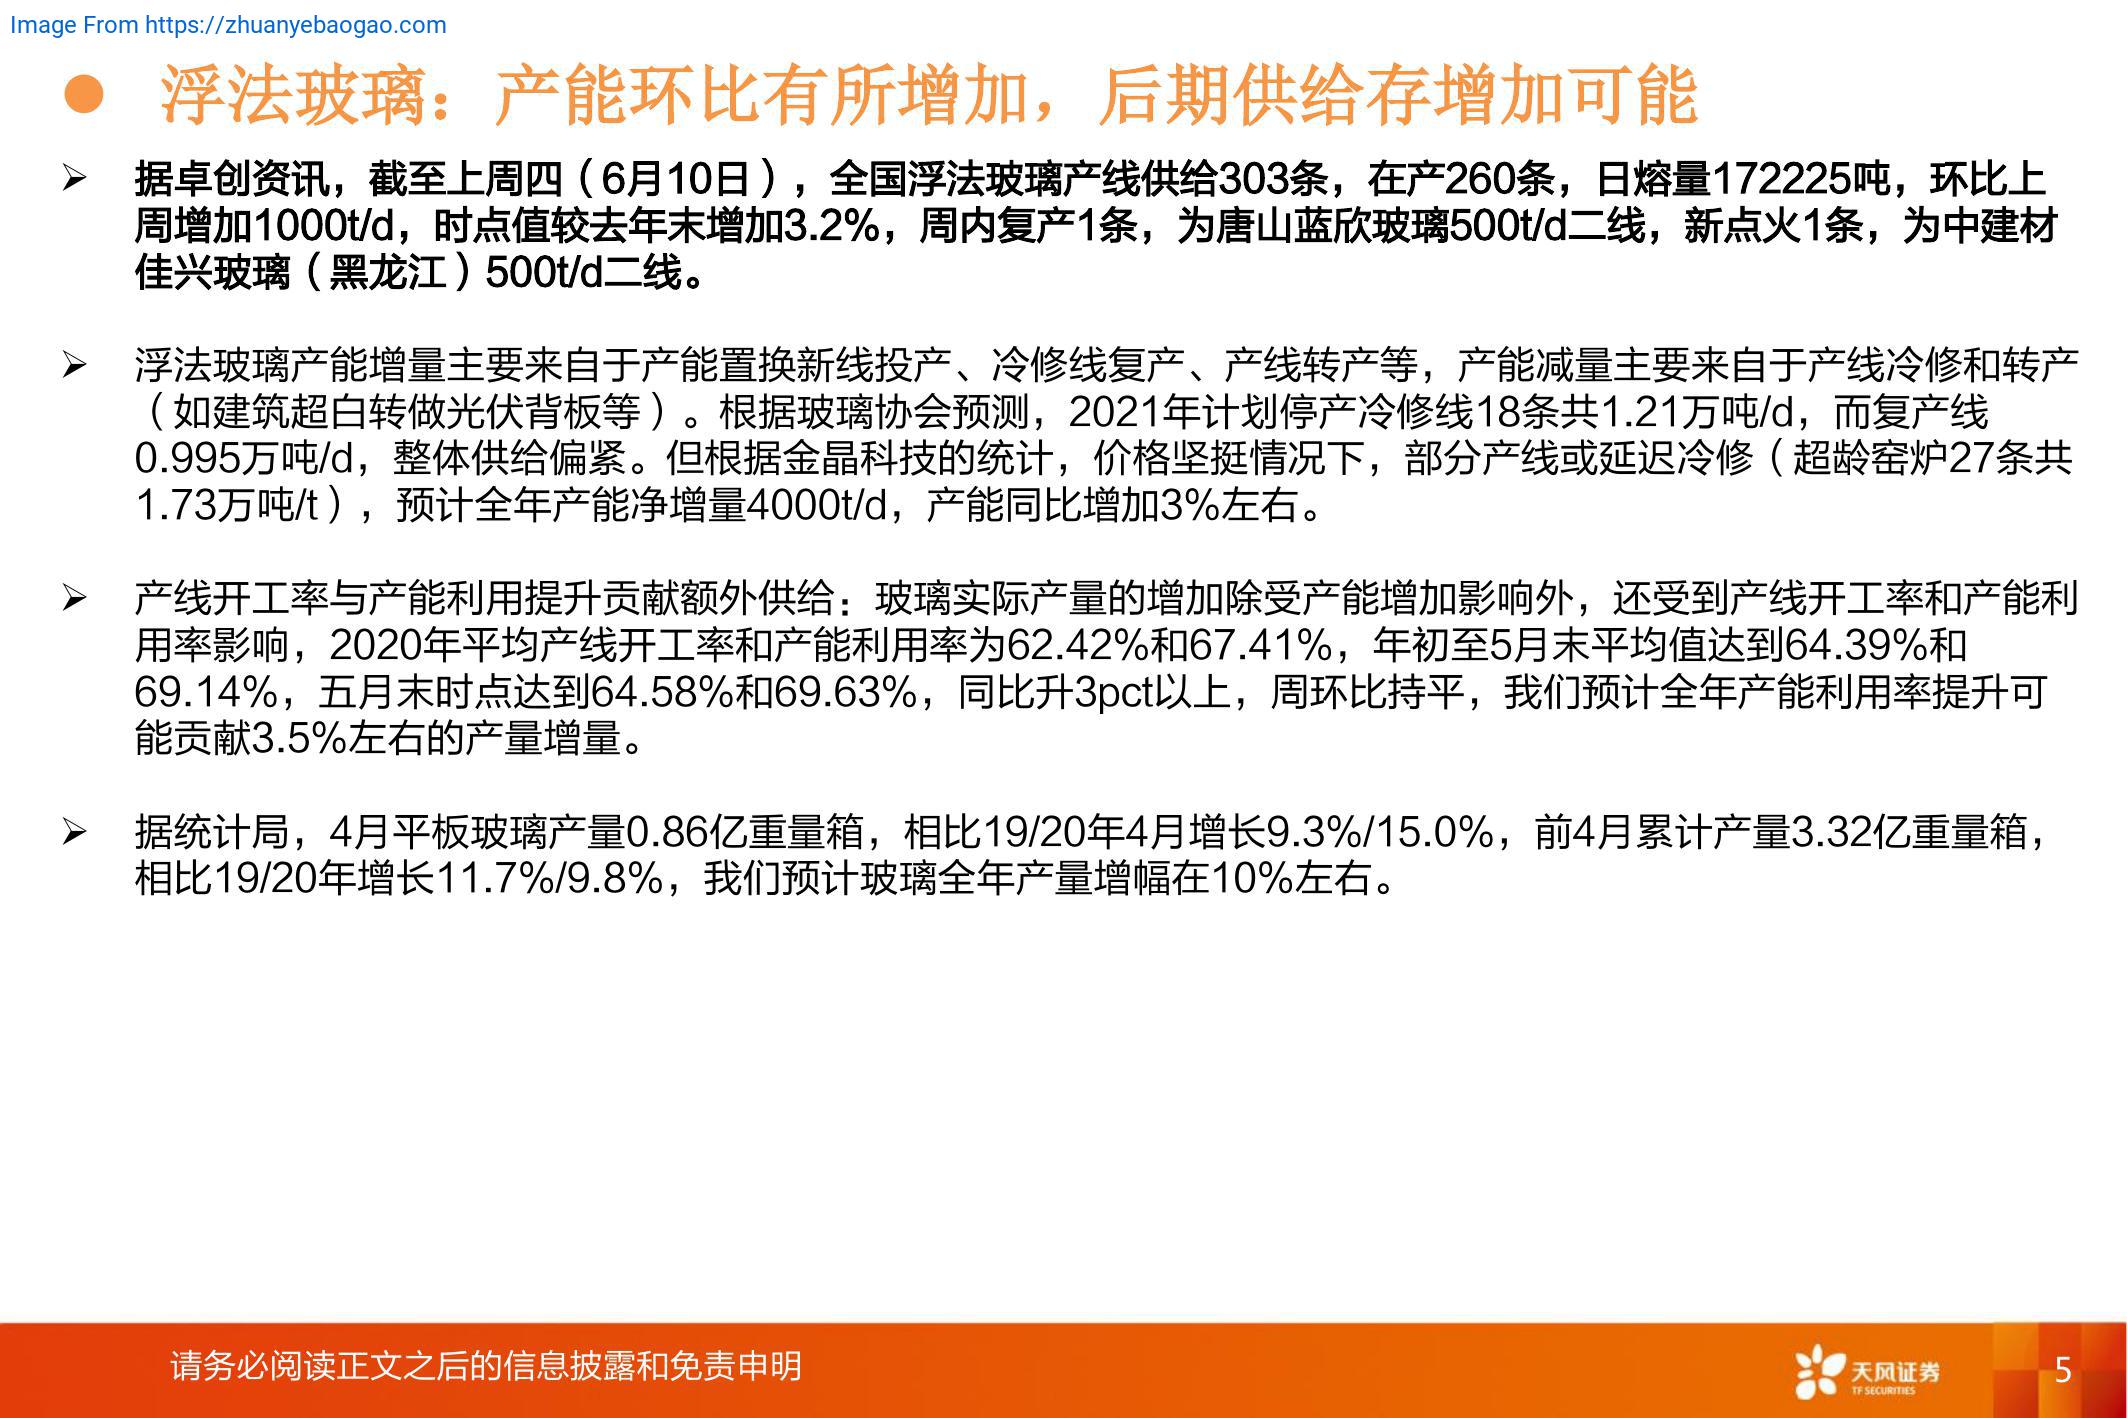 Image From https://zhuanyebaogao.com
● 浮法玻璃：产能环比有所增加，后期供给存增加可能
➢ 据卓创资讯，截至上周四（6月10日），全国浮法玻璃产线供给303条，在产260条，日熔量172225吨，环比上
周增加1000t/d，时点值较去年末增加3.2%，周内复产1条，为唐山蓝欣玻璃500t/d二线，新点火1条，为中建材
佳兴玻璃（黑龙江）500t/d二线。
➢ 浮法玻璃产能增量主要来自于产能置换新线投产、冷修线复产、产线转产等，产能减量主要来自于产线冷修和转产
（如建筑超白转做光伏背板等）。根据玻璃协会预测，2021年计划停产冷修线18条共1.21万吨/d，而复产线
0.995万吨/d，整体供给偏紧。但根据金晶科技的统计，价格坚挺情况下，部分产线或延迟冷修（超龄窑炉27条共
1.73万吨/t），预计全年产能净增量4000t/d，产能同比增加3%左右。
➢ 产线开工率与产能利用提升贡献额外供给：玻璃实际产量的增加除受产能增加影响外，还受到产线开工率和产能利
用率影响，2020年平均产线开工率和产能利用率为62.42%和67.41%，年初至5月末平均值达到64.39%和
69.14%，五月末时点达到64.58%和69.63%，同比升3pct以上，周环比持平，我们预计全年产能利用率提升可
能贡献3.5%左右的产量增量。
➢ 据统计局，4月平板玻璃产量0.86亿重量箱，相比19/20年4月增长9.3%/15.0%，前4月累计产量3.32亿重量箱，
相比19/20年增长11.7%/9.8%，我们预计玻璃全年产量增幅在10%左右。
请务必阅读正文之后的信息披露和免责申明
天风证券
TF SECURITIES
5